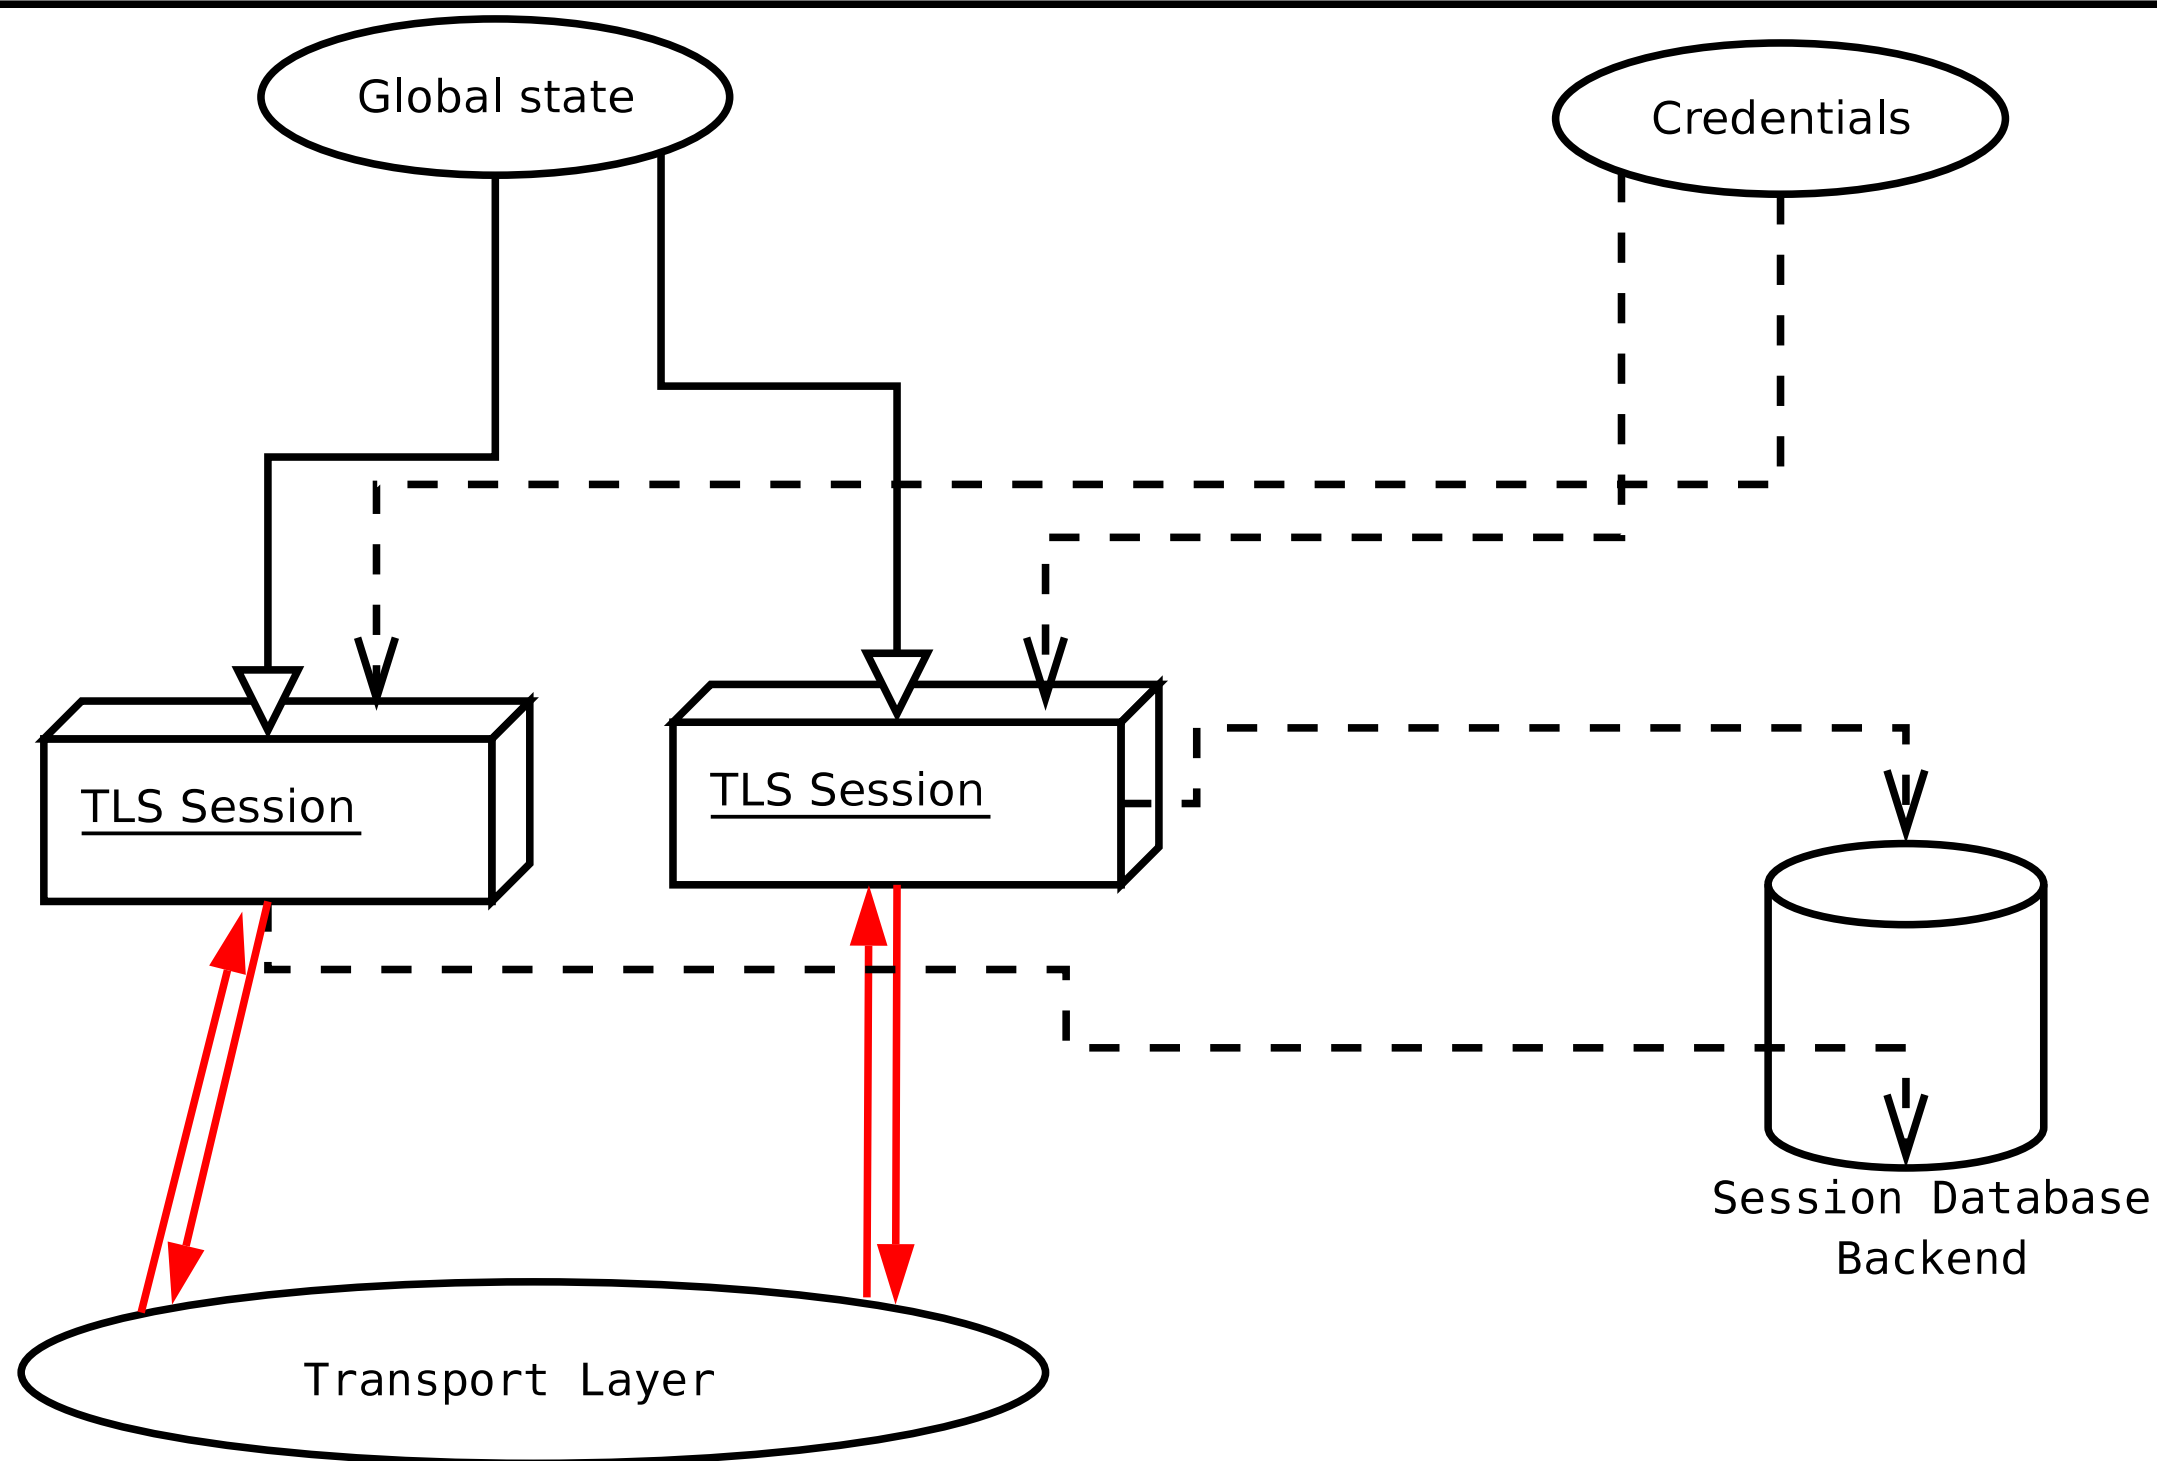 Global state
Credentials
TLS Session
TLS Session
Session Database
Backend
Transport Layer